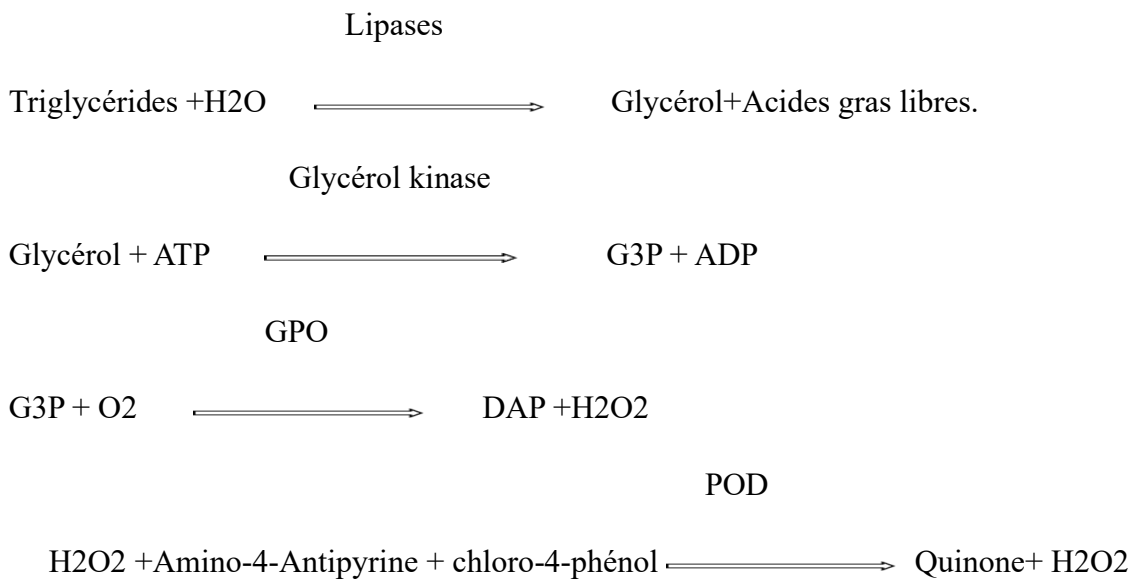 Lipases
Triglycérides +H2O Glycérol+Acides gras libres.
Glycérol kinase
Glycérol + ATP G3P + ADP
GPO
G3P + O2 DAP +H2O2
POD
H2O2 +Amino-4-Antipyrine + chloro-4-phénol Quinone+ H2O2